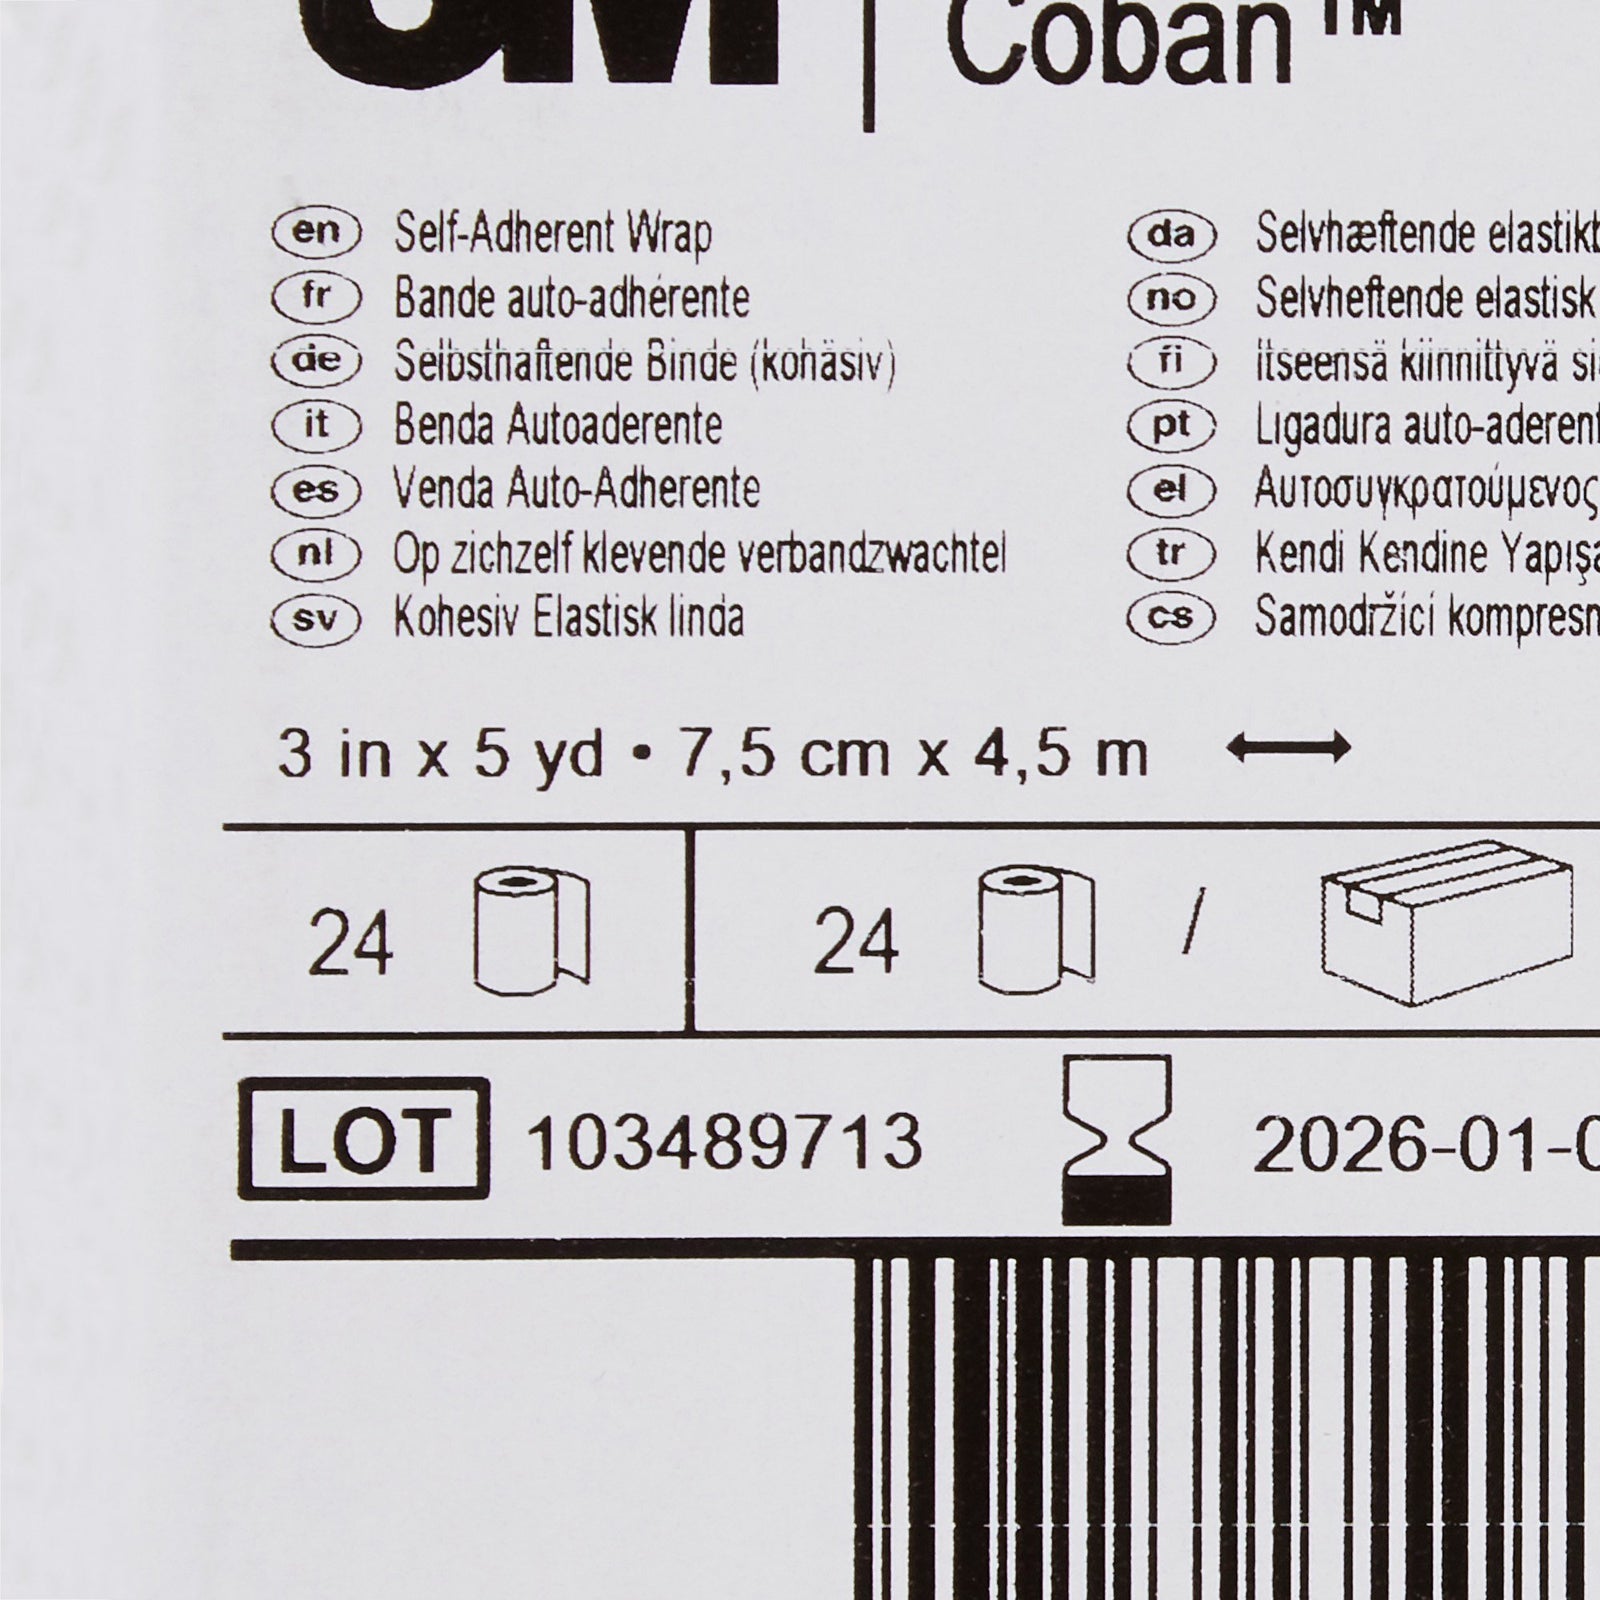 3M Coban™
en Self-Adherent Wrap
fr Bande auto-adhérente
de Selbsthaftende Binde (kohäsiv)
it Benda Autoaderente
es Venda Auto-Adherente
nl Op zichzelf klevende verbandzwachtel
sv Kohesiv Elastisk linda
da Selvhæftende
no Selvheftende elastisk
fi Itseensä kiinnittyvä
pt Ligadura
el Αυτοσυγκρατούμενος
tr Kendi Kendine
cs Samodržící
3 in x 5 yd • 7,5 cm x 4,5 m
24 24 /
LOT 103489713 2026-01-0